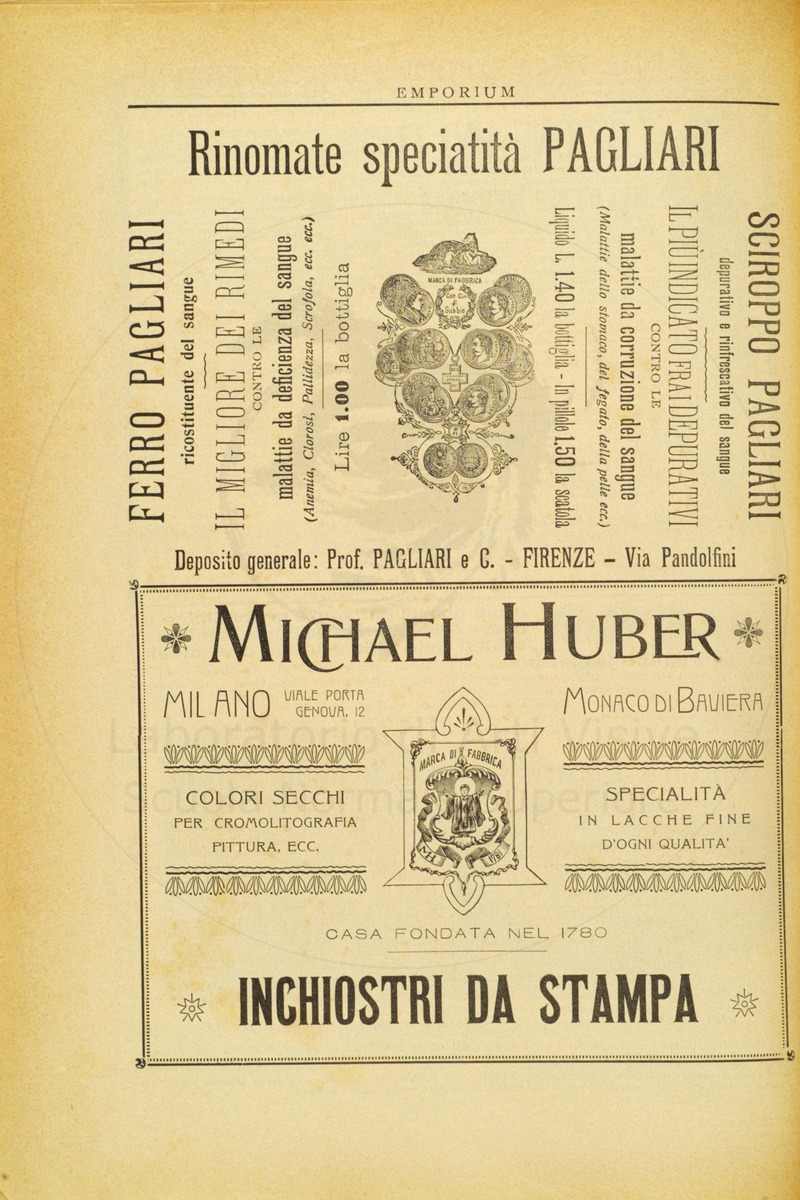 EMPORIUM
Rinomate speciatità PAGLIARI
FERRO PAGLIARI
ricostituente del sangue
IL MIGLIORE DEI RIMEDI
CONTRO LE
malattie da deficienza del sangue
(Anemia, Clorosi, Pallidezza, Scrofola, ecc. ecc.)
Lire 1.00 la bottiglia
MARCA DI FABBRICA
SCIROPPO PAGLIARI
depurativo e rinfrescativo del sangue
IL PIÙ INDICATO FRA I DEPURATIVI
CONTRO LE
malattie da corruzione del sangue
(Malattie dello stomaco, del fegato, della pelle ecc.)
Liquido L. 1.40 la bottiglia - In pillole 1.50 la scatola
Deposito generale: Prof. PAGLIARI e C. - FIRENZE - Via Pandolfini
MICHAEL HUBER
MILANO VIALE PORTA
GENOVA, 12
MONACO DI BAVIERA
MARCA DI FABBRICA
COLORI SECCHI
PER CROMOLITOGRAFIA
PITTURA, ECC.
SPECIALITÀ
IN LACCHE FINE
D'OGNI QUALITA'
CASA FONDATA NEL 1780
INCHIOSTRI DA STAMPA